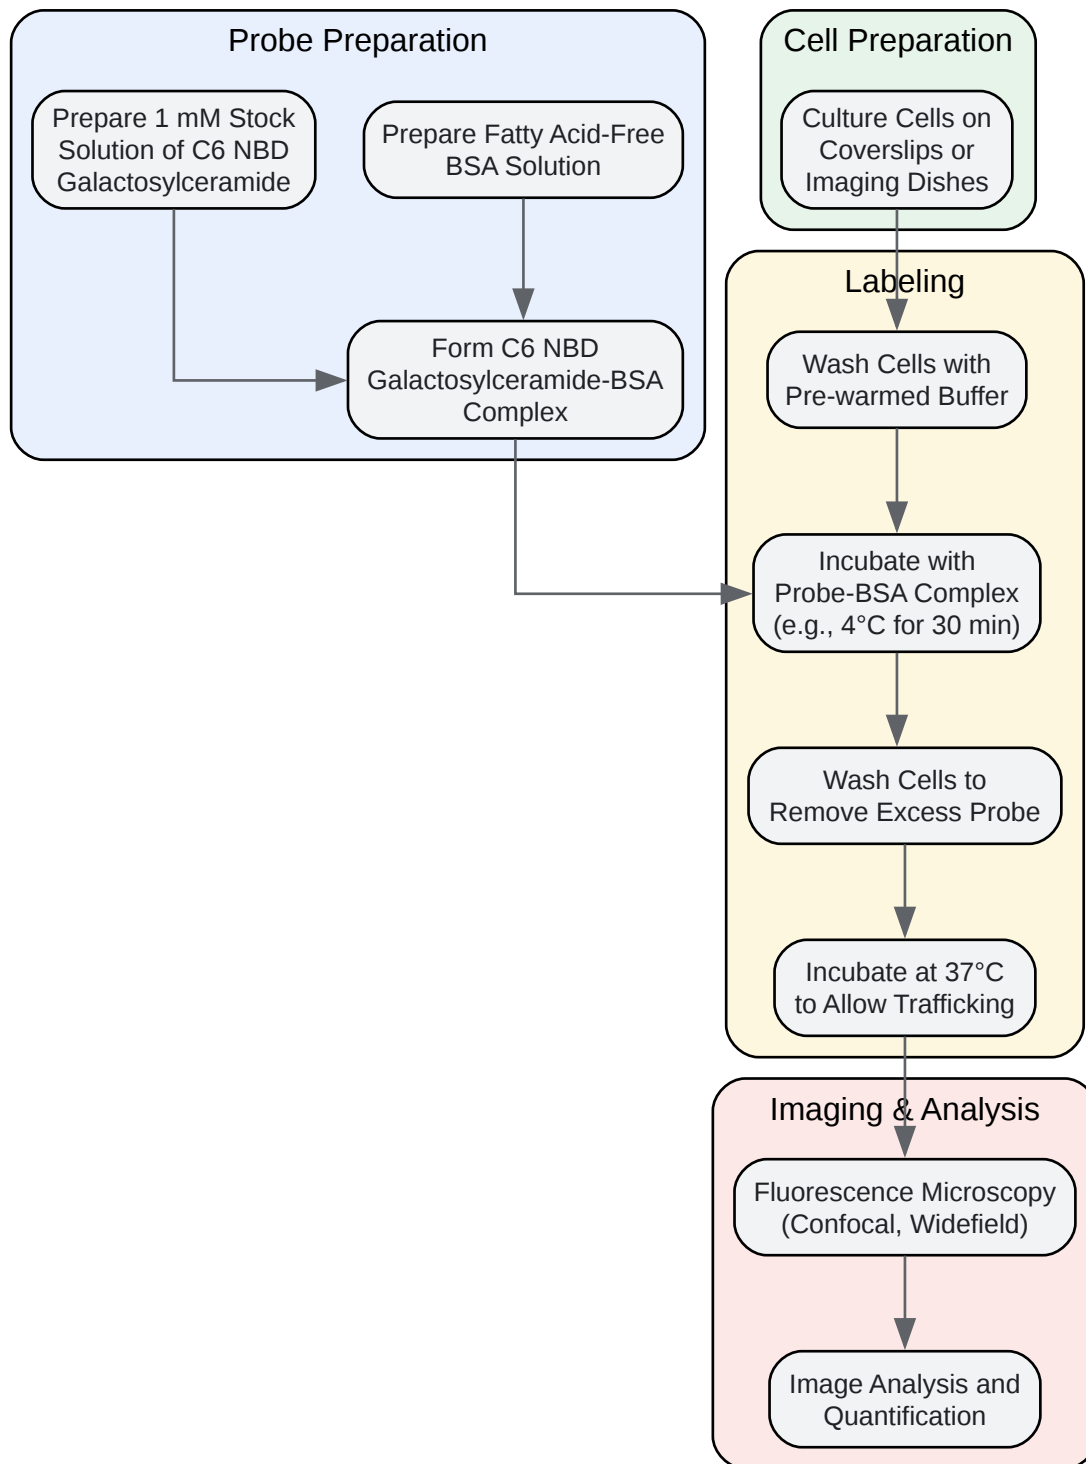 Probe Preparation
Prepare 1 mM Stock
Solution of C6 NBD
Galactosylceramide
Prepare Fatty Acid-Free
BSA Solution
Form C6 NBD
Galactosylceramide-BSA
Complex
Cell Preparation
Culture Cells on
Coverslips or
Imaging Dishes
Labeling
Wash Cells with
Pre-warmed Buffer
Incubate with
Probe-BSA Complex
(e.g., 4°C for 30 min)
Wash Cells to
Remove Excess Probe
Incubate at 37°C
to Allow Trafficking
Imaging & Analysis
Fluorescence Microscopy
(Confocal, Widefield)
Image Analysis and
Quantification